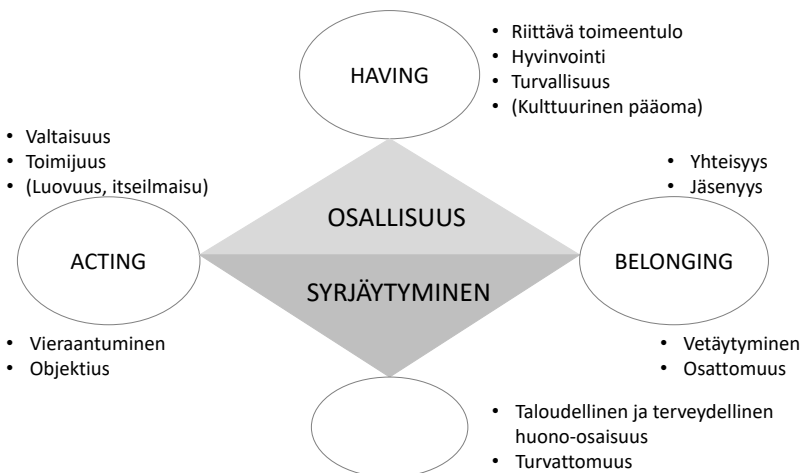 • Riittävä toimeentulo
• Hyvinvointi
• Turvallisuus
• (Kulttuurinen pääoma)
HAVING
• Valtaisuus
• Toimijuus
• (Luovuus, itseilmaisu)
• Yhteisyys
• Jäsenyys
OSALLISUUS
ACTING
BELONGING
SYRJÄYTYMINEN
• Vieraantuminen
• Objektius
• Vetäytyminen
• Osattomuus
• Taloudellinen ja terveydellinen
huono-osaisuus
• Turvattomuus